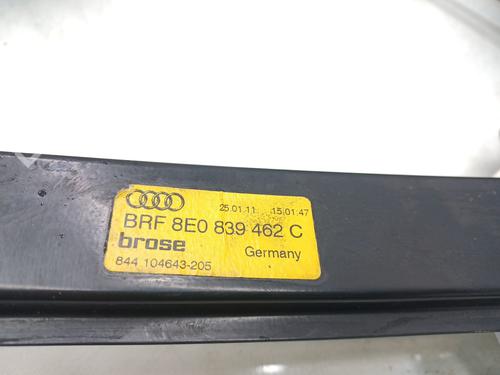 25.01.11 15:01:47
BRF 8E0 839 462 C
brose Germany
844 104643-205